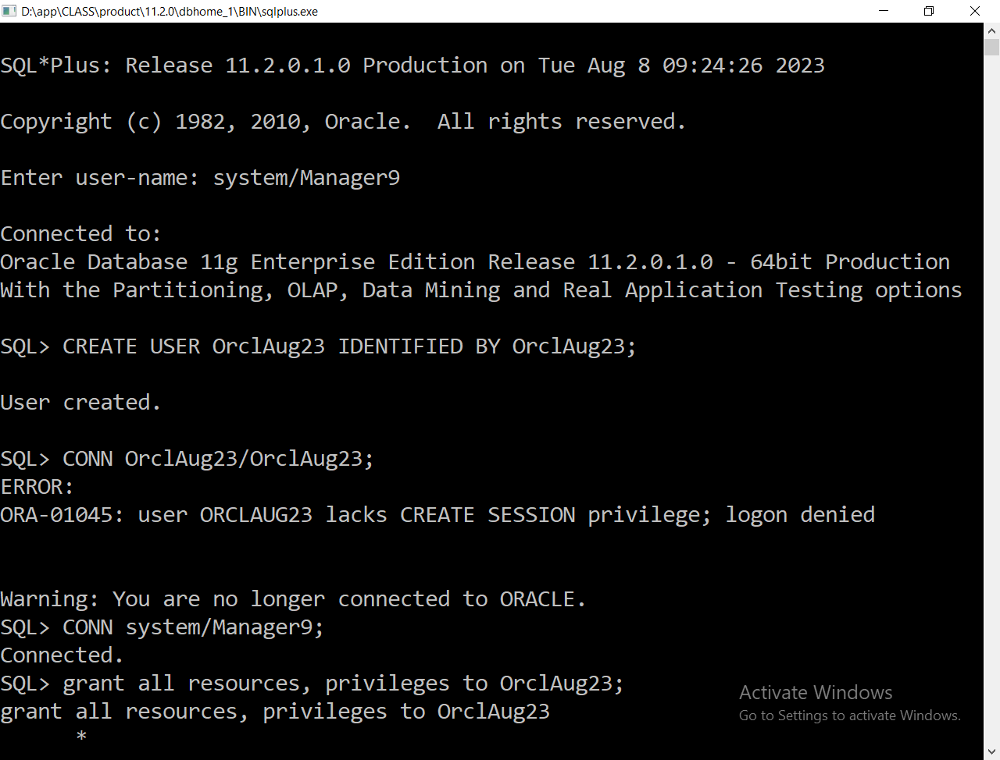 D:\app\CLASS\product\11.2.0\dbhome_1\BIN\sqlplus.exe
SQL*Plus: Release 11.2.0.1.0 Production on Tue Aug 8 09:24:26 2023
Copyright (c) 1982, 2010, Oracle.  All rights reserved.
Enter user-name: system/Manager9
Connected to:
Oracle Database 11g Enterprise Edition Release 11.2.0.1.0 - 64bit Production
With the Partitioning, OLAP, Data Mining and Real Application Testing options
SQL> CREATE USER OrclAug23 IDENTIFIED BY OrclAug23;
User created.
SQL> CONN OrclAug23/OrclAug23;
ERROR:
ORA-01045: user ORCLAUG23 lacks CREATE SESSION privilege; logon denied
Warning: You are no longer connected to ORACLE.
SQL> CONN system/Manager9;
Connected.
SQL> grant all resources, privileges to OrclAug23;
grant all resources, privileges to OrclAug23
*
Activate Windows
Go to Settings to activate Windows.